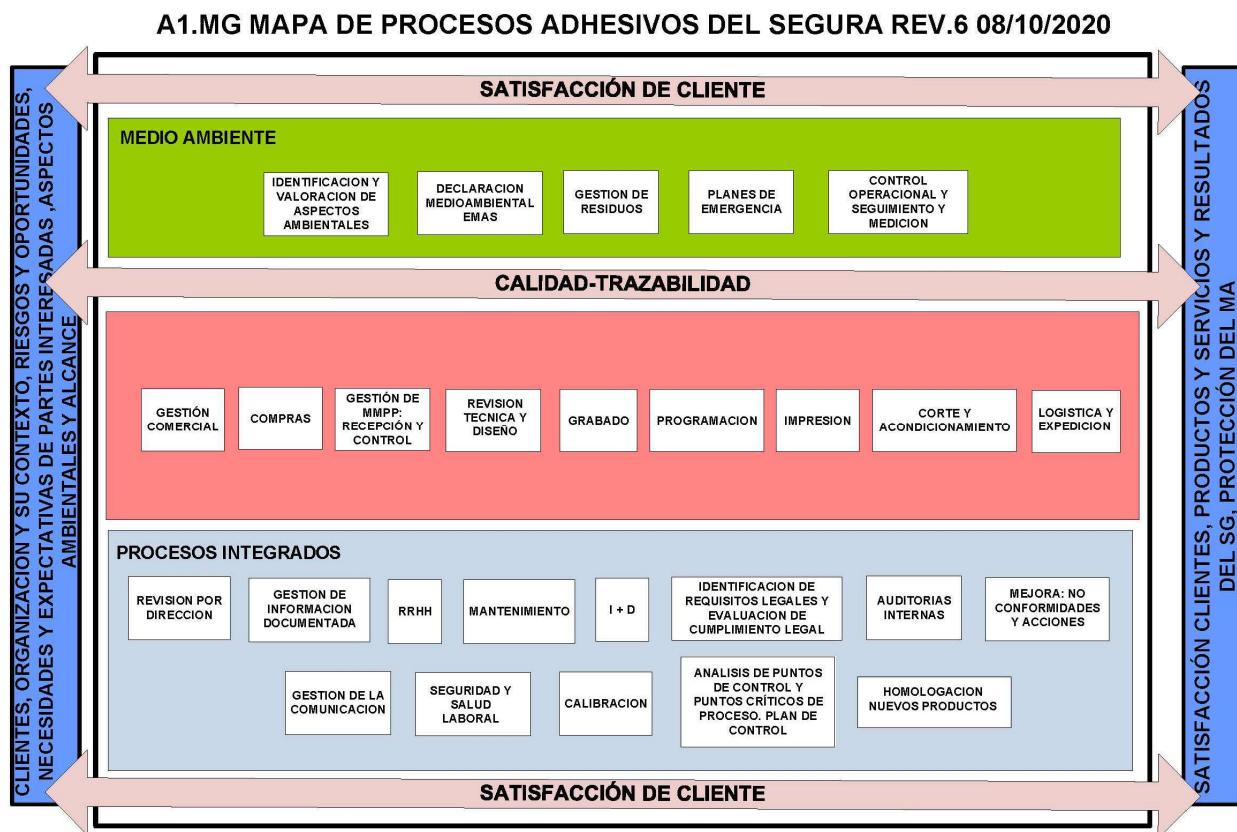 A1.MG MAPA DE PROCESOS ADHESIVOS DEL SEGURA REV.6 08/10/2020
CLIENTES, ORGANIZACION Y SU CONTEXTO, RIESGOS Y OPORTUNIDADES,
NECESIDADES Y EXPECTATIVAS DE PARTES INTERESADAS ,ASPECTOS
AMBIENTALES Y ALCANCE
SATISFACCIÓN DE CLIENTE
MEDIO AMBIENTE
IDENTIFICACION Y
VALORACION DE
ASPECTOS
AMBIENTALES
DECLARACION
MEDIOAMBIENTAL
EMAS
GESTION DE
RESIDUOS
PLANES DE
EMERGENCIA
CONTROL
OPERACIONAL Y
SEGUIMIENTO Y
MEDICION
CALIDAD-TRAZABILIDAD
GESTIÓN
COMERCIAL
COMPRAS
GESTIÓN DE
MMPP:
RECEPCIÓN Y
CONTROL
REVISION
TECNICA Y
DISEÑO
GRABADO
PROGRAMACION
IMPRESION
CORTE Y
ACONDICIONAMIENTO
LOGISTICA Y
EXPEDICION
PROCESOS INTEGRADOS
REVISION POR
DIRECCION
GESTION DE
INFORMACION
DOCUMENTADA
RRHH
MANTENIMIENTO
I + D
IDENTIFICACION DE
REQUISITOS LEGALES Y
EVALUACION DE
CUMPLIMIENTO LEGAL
AUDITORIAS
INTERNAS
MEJORA: NO
CONFORMIDADES
Y ACCIONES
GESTION DE LA
COMUNICACION
SEGURIDAD Y
SALUD
LABORAL
CALIBRACION
ANALISIS DE PUNTOS
DE CONTROL Y
PUNTOS CRÍTICOS DE
PROCESO. PLAN DE
CONTROL
HOMOLOGACION
NUEVOS PRODUCTOS
SATISFACCIÓN DE CLIENTE
SATISFACCIÓN CLIENTES, PRODUCTOS Y SERVICIOS Y RESULTADOS
DEL SG, PROTECCIÓN DEL MA